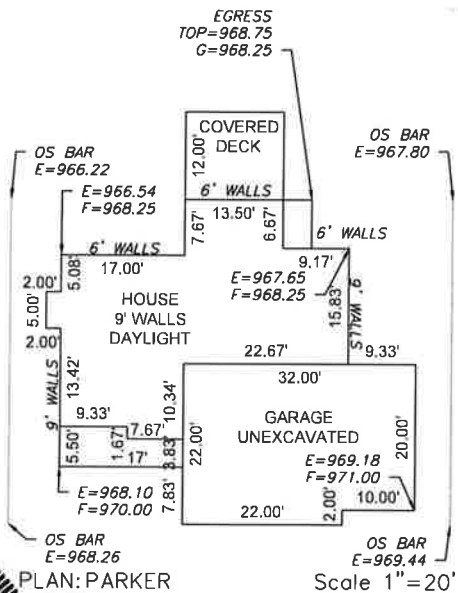 EGRESS
TOP=968.75
G=968.25
OS BAR
E=966.22
COVERED
DECK
12.00'
OS BAR
E=967.80
E=966.54
F=968.25
6' WALLS
13.50'
7.67'
6.67'
6' WALLS
6' WALLS
17.00'
9.17'
5.08'
2.00'
5.00'
2.00'
HOUSE
9' WALLS
DAYLIGHT
E=967.65
F=968.25
15.83'
9' WALLS
22.67'
9.33'
32.00'
13.42'
9' WALLS
9.33'
7.67'
10.34'
GARAGE
UNEXCAVATED
20.00'
5.50'
1.67'
3.83'
22.00'
17'
E=969.18
F=971.00
E=968.10
F=970.00
7.83'
10.00'
22.00'
2.00'
OS BAR
E=968.26
OS BAR
E=969.44
PLAN: PARKER
Scale 1"=20'